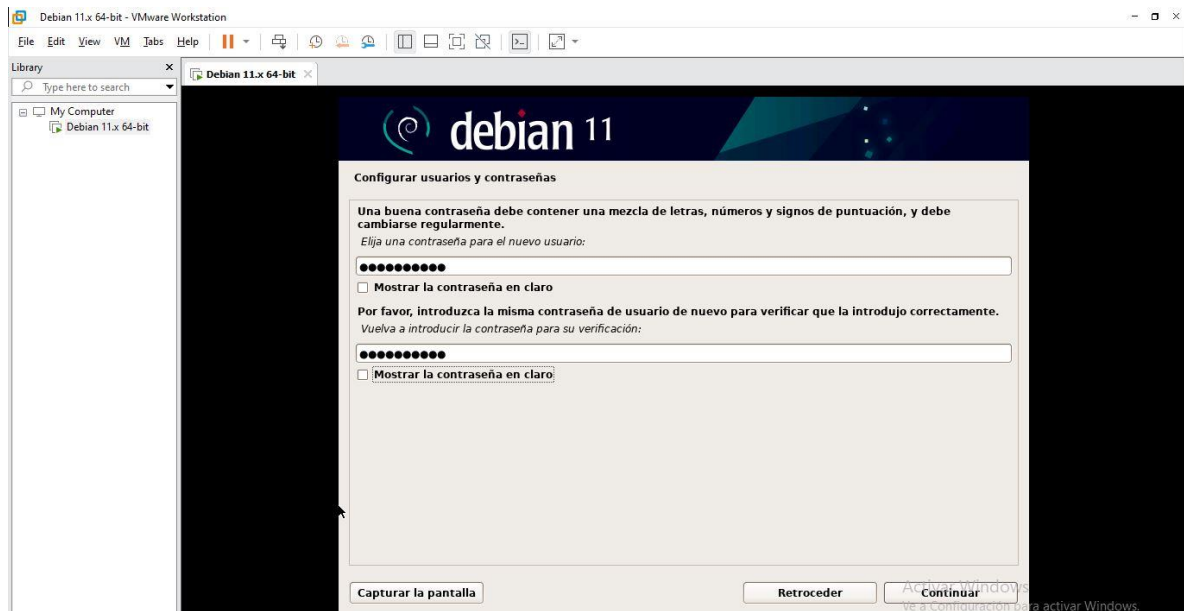 Debian 11.x 64-bit - VMware Workstation
File Edit View VM Tabs Help
Library
Type here to search
My Computer
Debian 11.x 64-bit
Debian 11.x 64-bit
debian 11
Configurar usuarios y contraseñas
Una buena contraseña debe contener una mezcla de letras, números y signos de puntuación, y debe
cambiarse regularmente.
Elija una contraseña para el nuevo usuario:
●●●●●●●●●●
Mostrar la contraseña en claro
Por favor, introduzca la misma contraseña de usuario de nuevo para verificar que la introdujo correctamente.
Vuelva a introducir la contraseña para su verificación:
●●●●●●●●●●
Mostrar la contraseña en claro
Capturar la pantalla
Retroceder
Continuar
Activar Windows
Ve a Configuración para activar Windows.